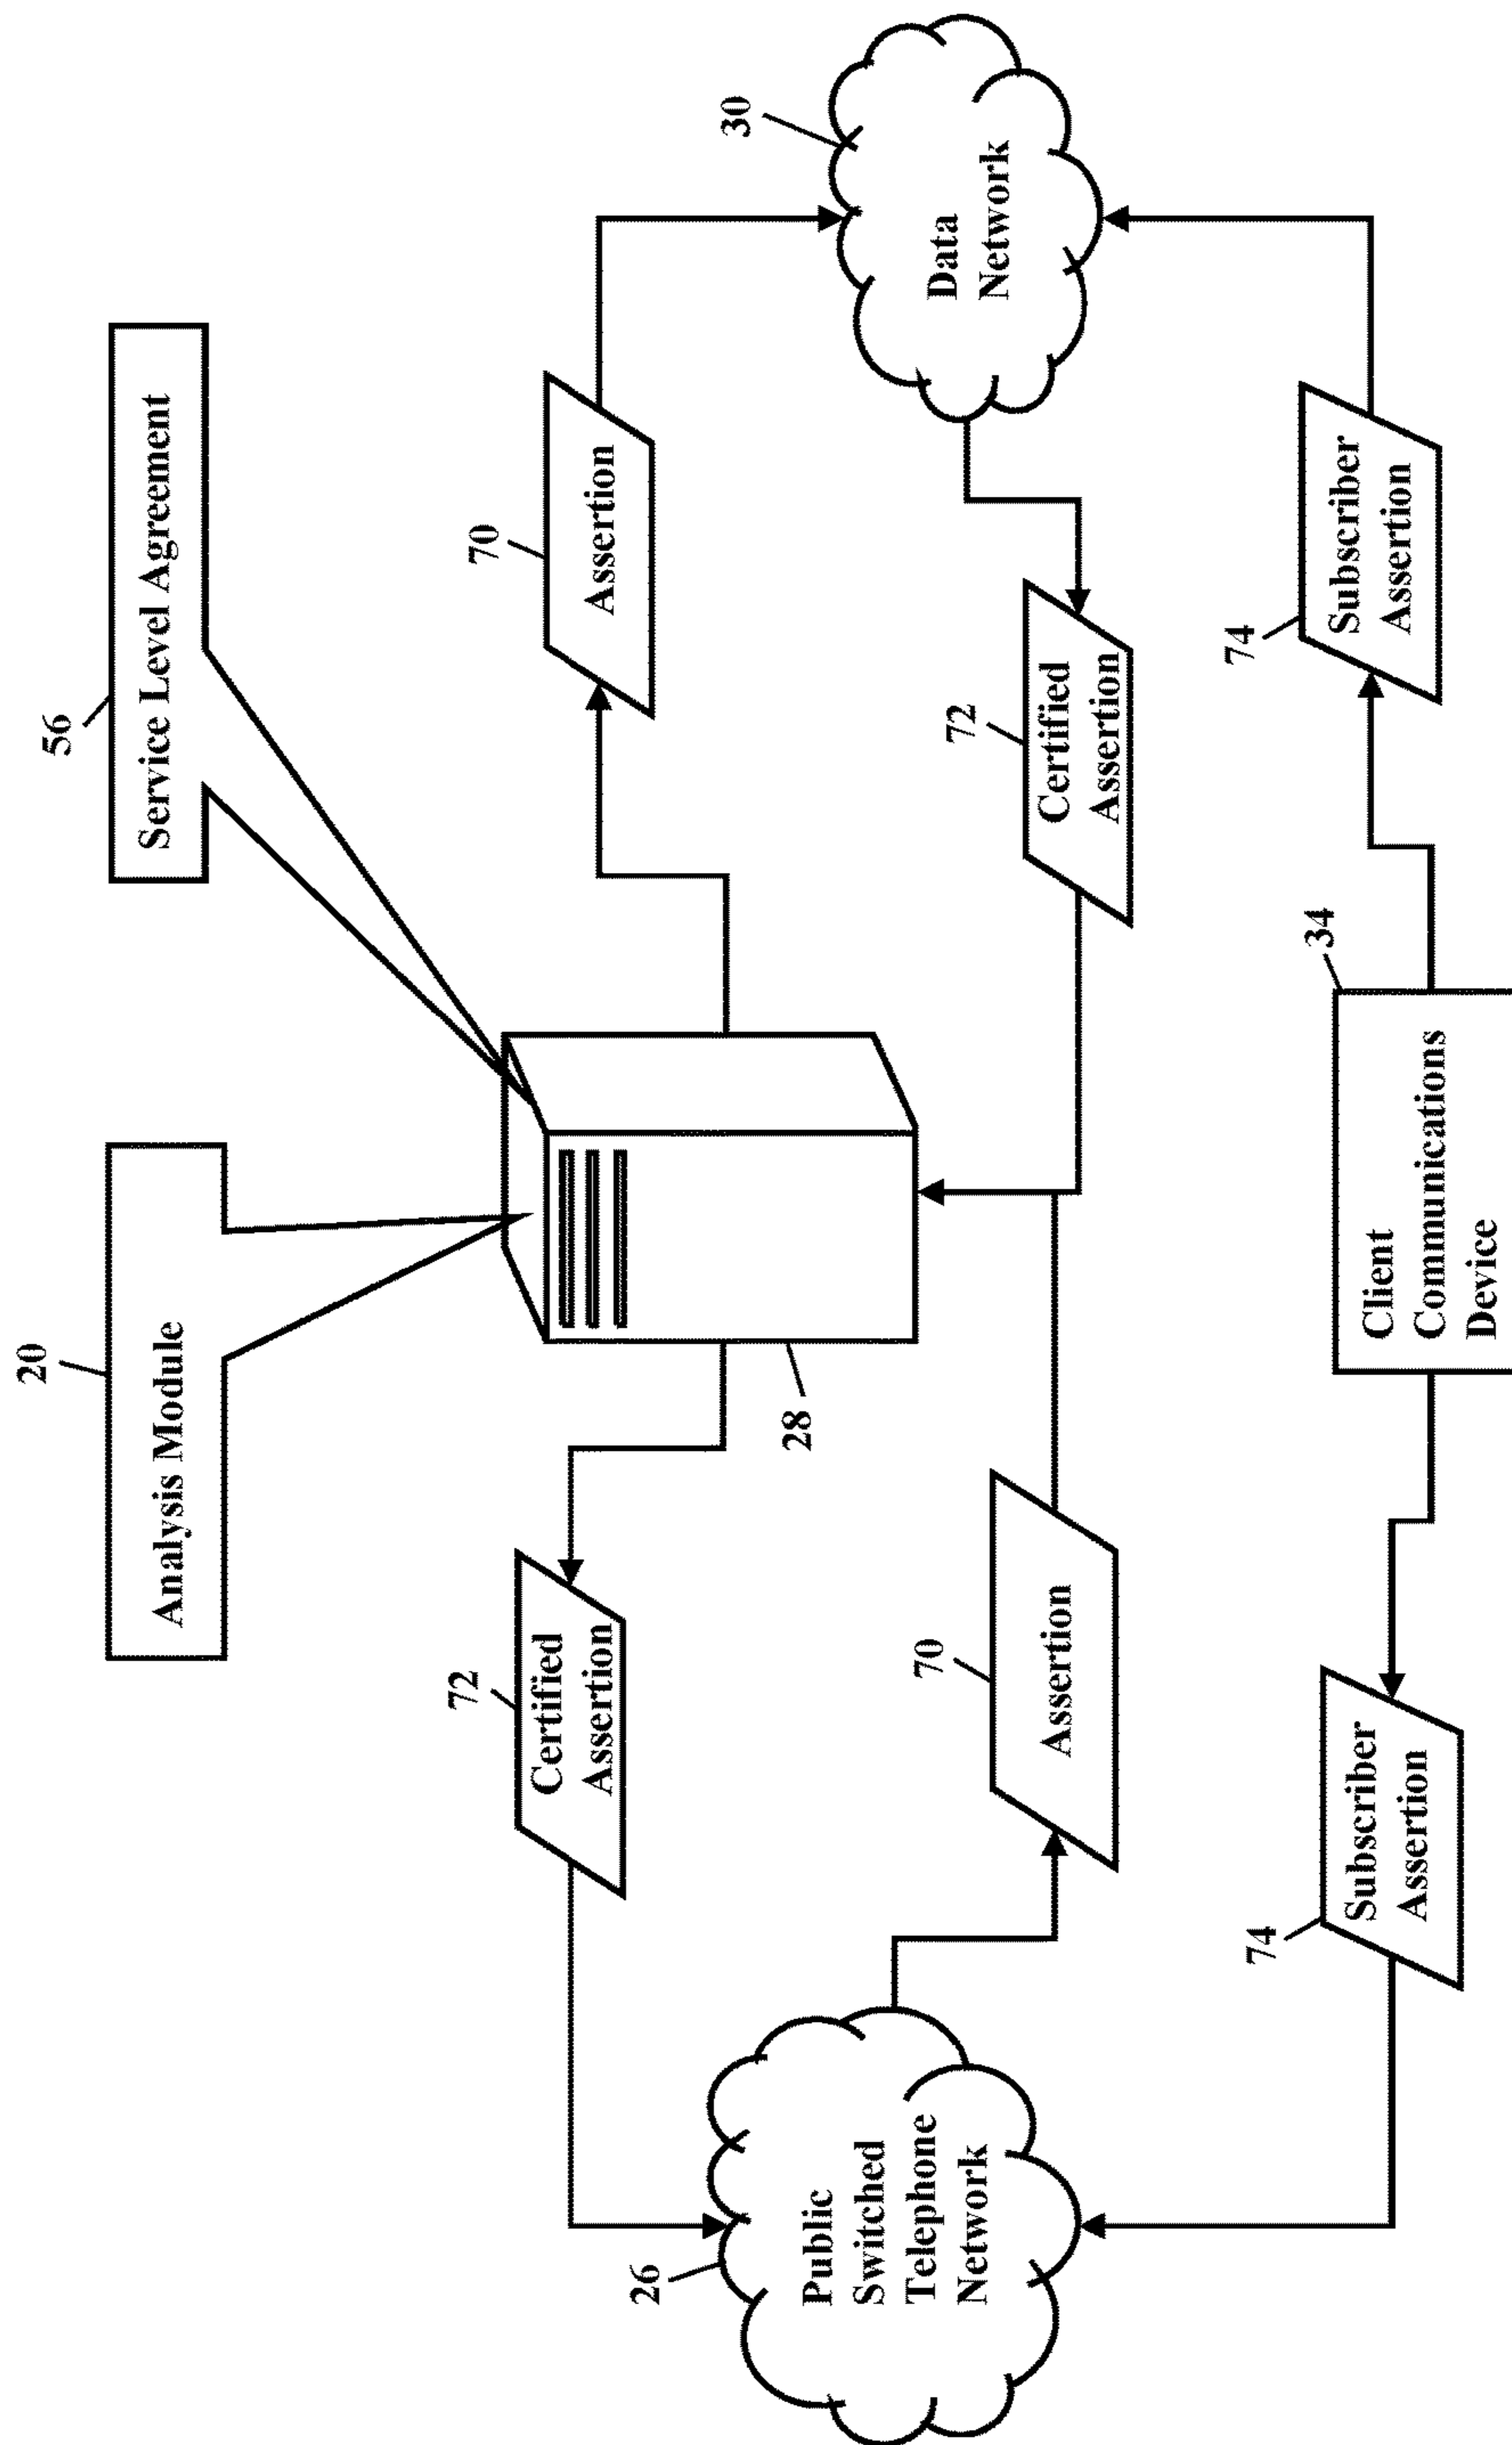 20
Analysis Module
56
Service Level Agreement
72
Certified
Assertion
70
Assertion
28
26
Public
Switched
Telephone
Network
30
Data
Network
70
Assertion
72
Certified
Assertion
74
Subscriber
Assertion
34
Client
Communications
Device
74
Subscriber
Assertion